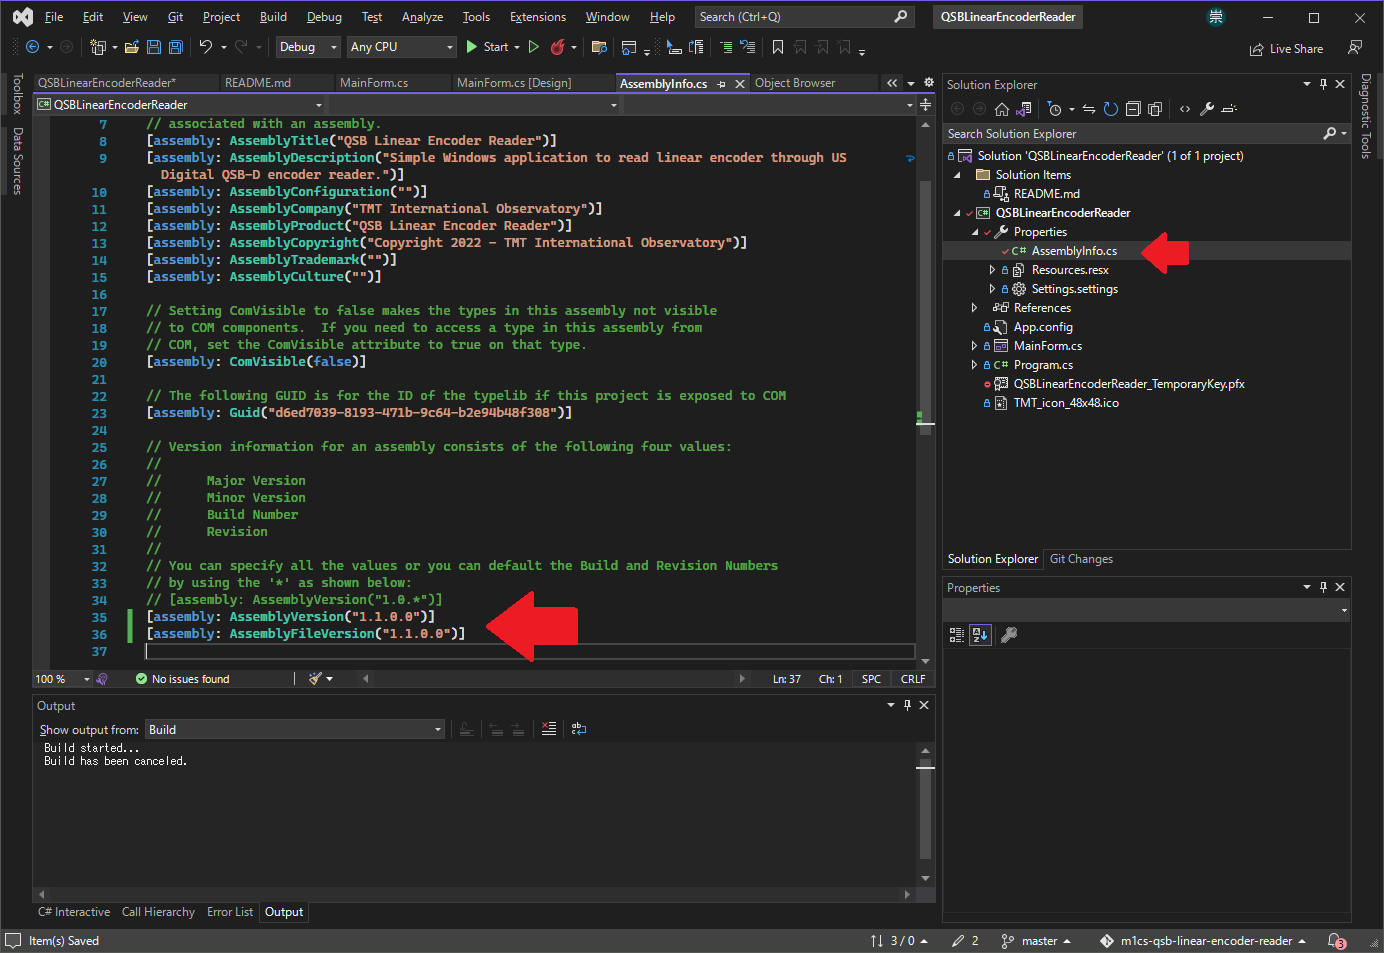 File Edit View Git Project Build Debug Test Analyze Tools Extensions Window Help Search (Ctrl+Q) QSBLinearEncoderReader 崇
Debug Any CPU Start Live Share
Toolbox
Data Sources
QSBLinearEncoderReader* README.md MainForm.cs MainForm.cs [Design] AssemblyInfo.cs Object Browser
C# QSBLinearEncoderReader
7 // associated with an assembly.
8 [assembly: AssemblyTitle("QSB Linear Encoder Reader")]
9 [assembly: AssemblyDescription("Simple Windows application to read linear encoder through US
Digital QSB-D encoder reader.")]
10 [assembly: AssemblyConfiguration("")]
11 [assembly: AssemblyCompany("TMT International Observatory")]
12 [assembly: AssemblyProduct("QSB Linear Encoder Reader")]
13 [assembly: AssemblyCopyright("Copyright 2022 - TMT International Observatory")]
14 [assembly: AssemblyTrademark("")]
15 [assembly: AssemblyCulture("")]
16
17 // Setting ComVisible to false makes the types in this assembly not visible
18 // to COM components.  If you need to access a type in this assembly from
19 // COM, set the ComVisible attribute to true on that type.
20 [assembly: ComVisible(false)]
21
22 // The following GUID is for the ID of the typelib if this project is exposed to COM
23 [assembly: Guid("d6ed7039-8193-471b-9c64-b2e94b48f308")]
24
25 // Version information for an assembly consists of the following four values:
26 //
27 //      Major Version
28 //      Minor Version
29 //      Build Number
30 //      Revision
31 //
32 // You can specify all the values or you can default the Build and Revision Numbers
33 // by using the '*' as shown below:
34 // [assembly: AssemblyVersion("1.0.*")]
35 [assembly: AssemblyVersion("1.1.0.0")]
36 [assembly: AssemblyFileVersion("1.1.0.0")]
37
100 % No issues found Ln: 37 Ch: 1 SPC CRLF
Output
Show output from: Build
Build started...
Build has been canceled.
C# Interactive Call Hierarchy Error List Output
Solution Explorer
Search Solution Explorer
Solution 'QSBLinearEncoderReader' (1 of 1 project)
Solution Items
README.md
C# QSBLinearEncoderReader
Properties
C# AssemblyInfo.cs
Resources.resx
Settings.settings
References
App.config
MainForm.cs
C# Program.cs
QSBLinearEncoderReader_TemporaryKey.pfx
TMT_icon_48x48.ico
Solution Explorer Git Changes
Properties
Diagnostic Tools
Item(s) Saved 3 / 0 2 master m1cs-qsb-linear-encoder-reader 3